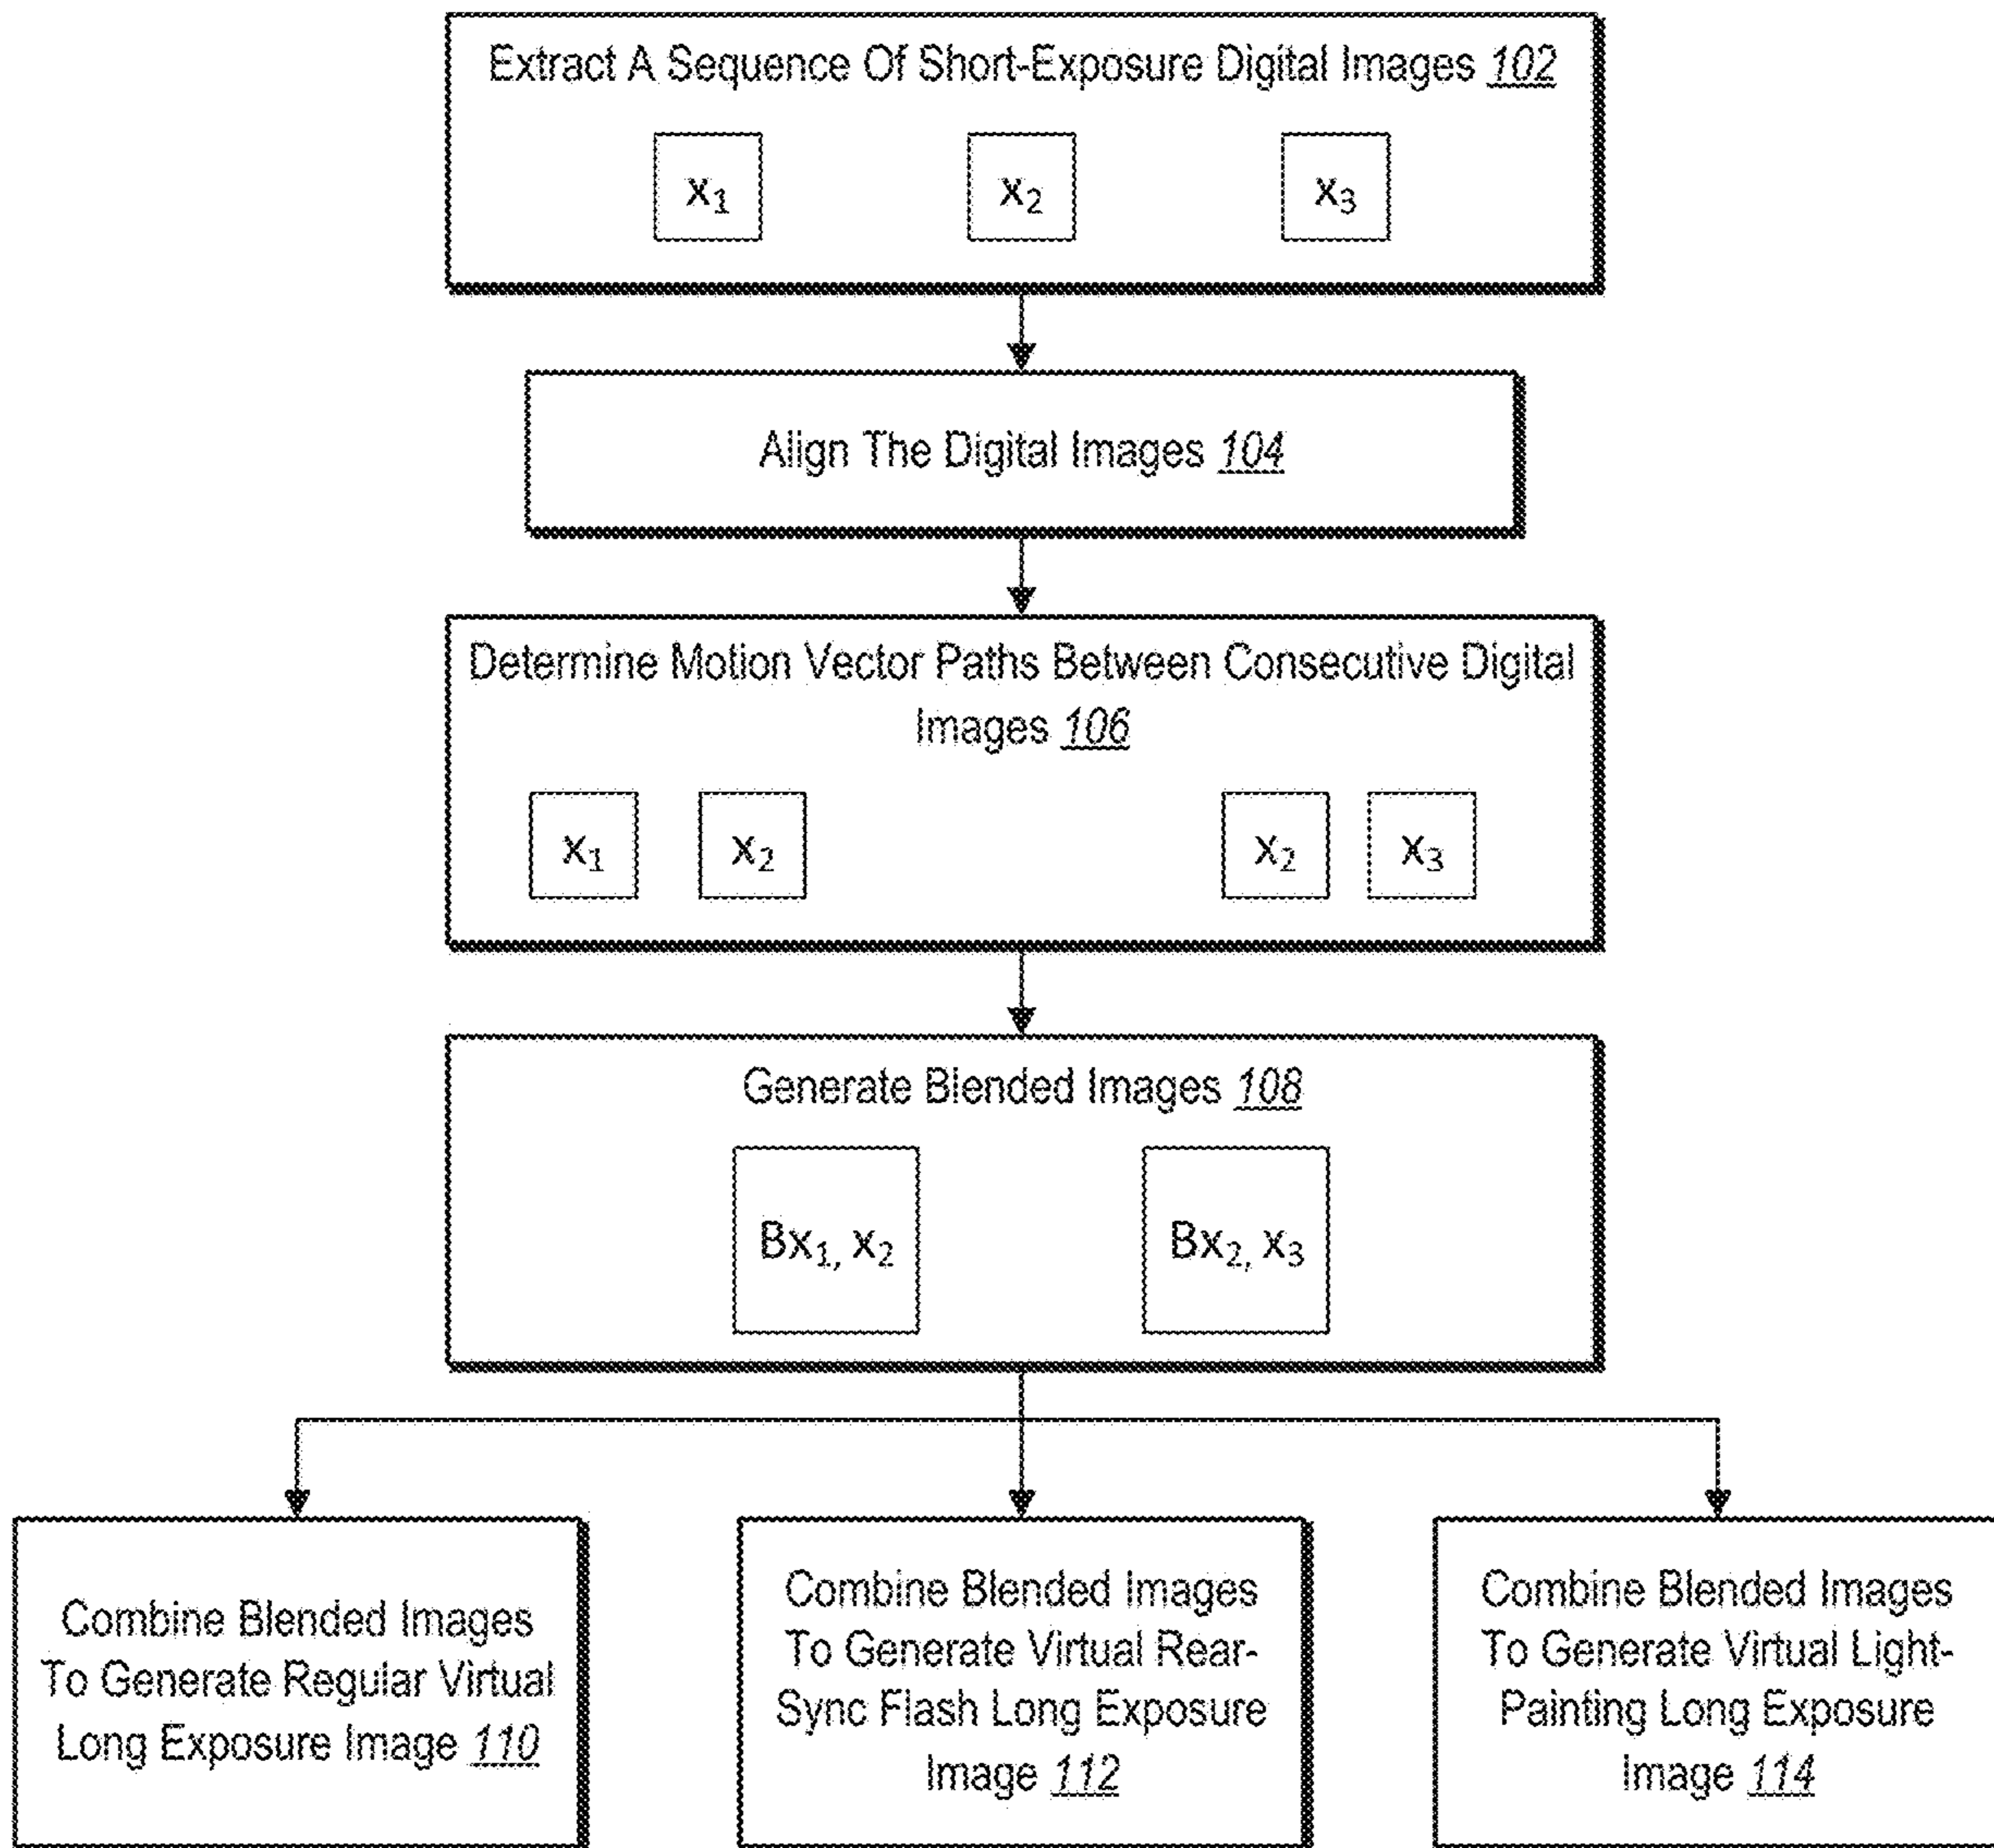 Extract A Sequence Of Short-Exposure Digital Images 102
x₁ x₂ x₃
Align The Digital Images 104
Determine Motion Vector Paths Between Consecutive Digital
Images 106
x₁ x₂ x₂ x₃
Generate Blended Images 108
Bx₁, x₂ Bx₂, x₃
Combine Blended Images
To Generate Regular Virtual
Long Exposure Image 110
Combine Blended Images
To Generate Virtual Rear-
Sync Flash Long Exposure
Image 112
Combine Blended Images
To Generate Virtual Light-
Painting Long Exposure
Image 114